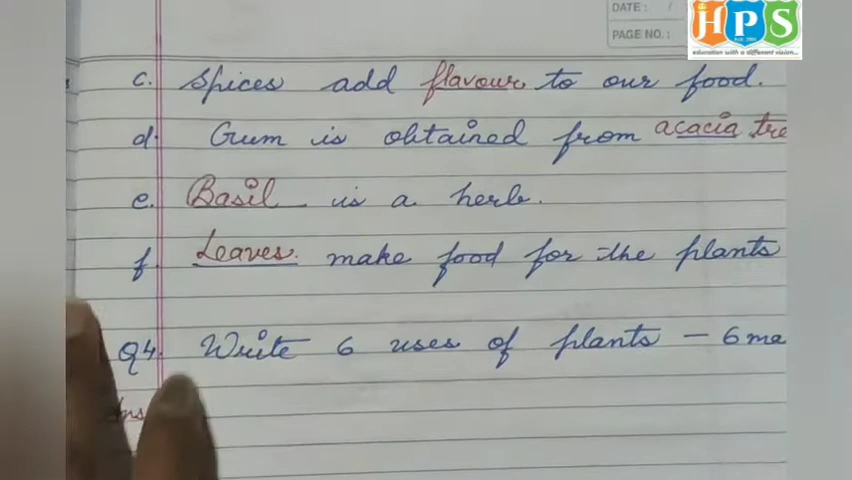 DATE: /
PAGE NO.:
HPS
education with a different vision...
c. Spices add flavour to our food.
d. Gum is obtained from acacia tre
e. Basil is a herb.
f. Leaves make food for the plants
Q4. Write 6 uses of plants - 6 ma
Ans